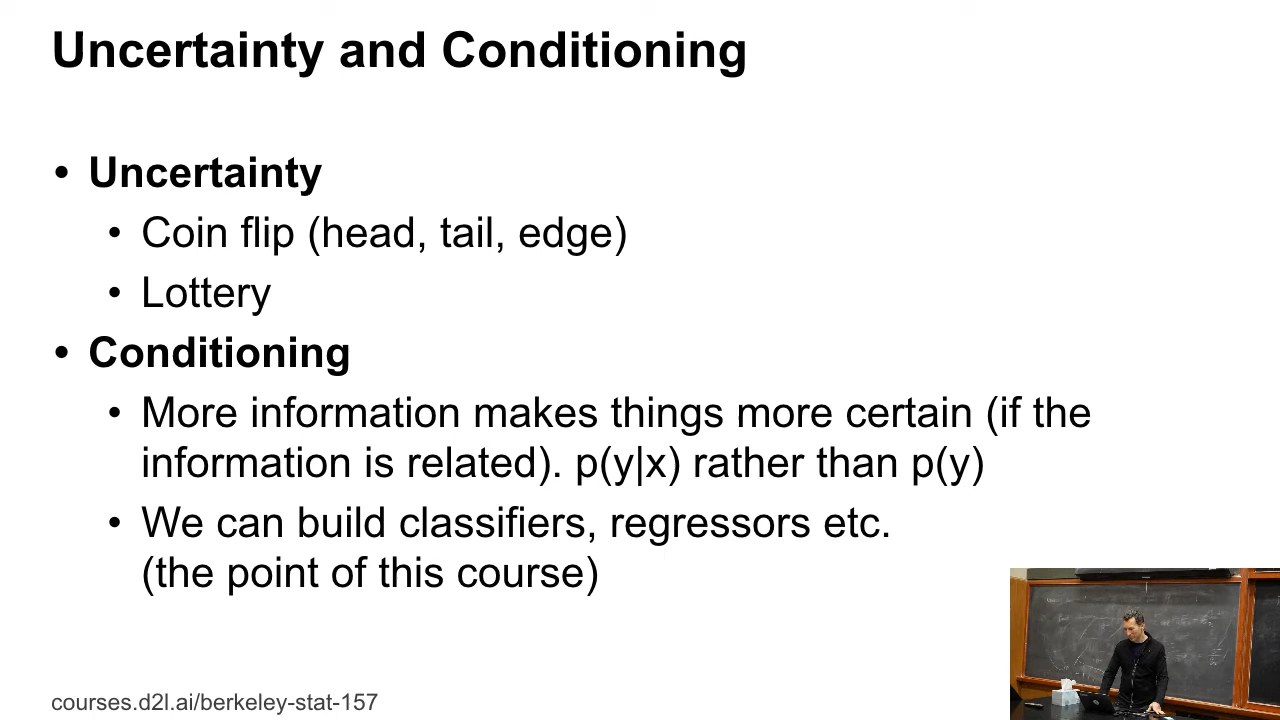 Uncertainty and Conditioning
• Uncertainty
• Coin flip (head, tail, edge)
• Lottery
• Conditioning
• More information makes things more certain (if the
information is related). p(y|x) rather than p(y)
• We can build classifiers, regressors etc.
(the point of this course)
courses.d2l.ai/berkeley-stat-157